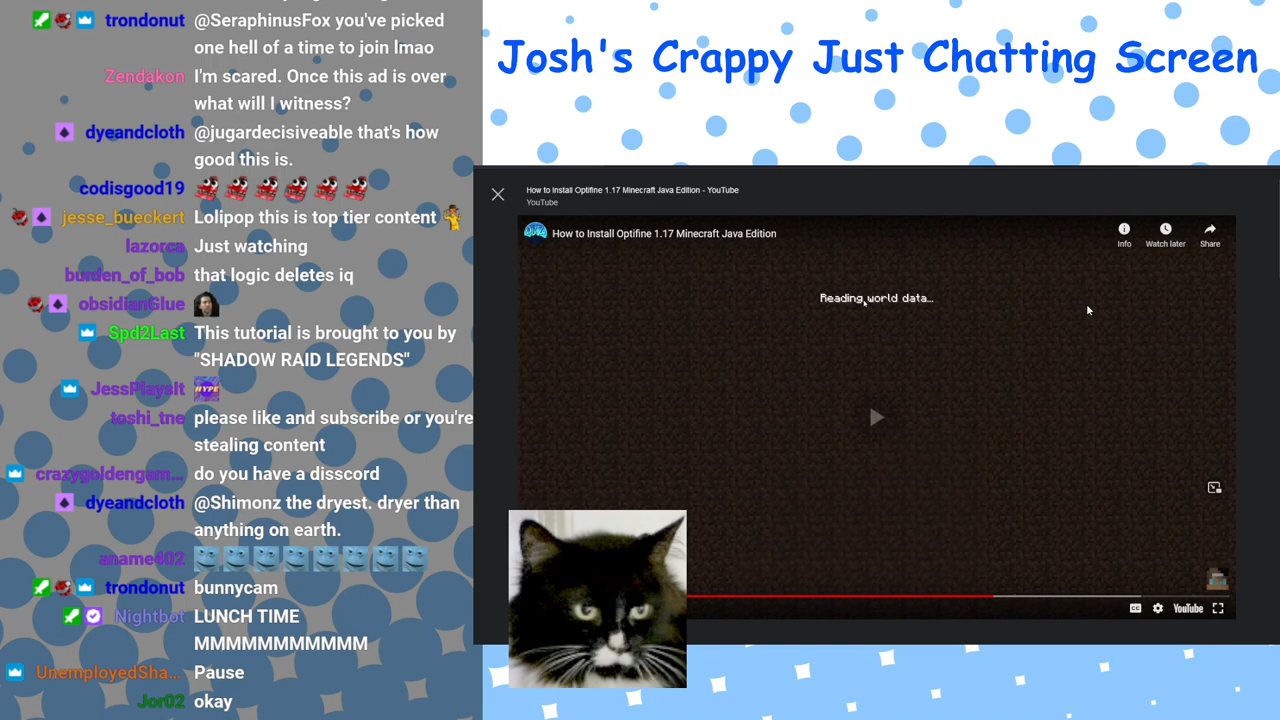 trondonut @SeraphinusFox you've picked
one hell of a time to join lmao
Zendakon I'm scared. Once this ad is over
what will I witness?
dyeandcloth @jugardecisiveable that's how
good this is.
codisgood19
jesse_bueckert Lolipop this is top tier content
lazorca Just watching
burden_of_bob that logic deletes iq
obsidianGlue
Spd2Last This tutorial is brought to you by
"SHADOW RAID LEGENDS"
JessPlaysIt HYPE
toshi_tne please like and subscribe or you're
stealing content
crazygoldengam... do you have a disscord
dyeandcloth @Shimonz the dryest. dryer than
anything on earth.
aname402
trondonut bunnycam
Nightbot LUNCH TIME
MMMMMMMMMMM
UnemployedSha... Pause
Jor02 okay
Josh's Crappy Just Chatting Screen
How to Install Optifine 1.17 Minecraft Java Edition - YouTube
YouTube
How to Install Optifine 1.17 Minecraft Java Edition
Info Watch later Share
Reading world data...
CC YouTube